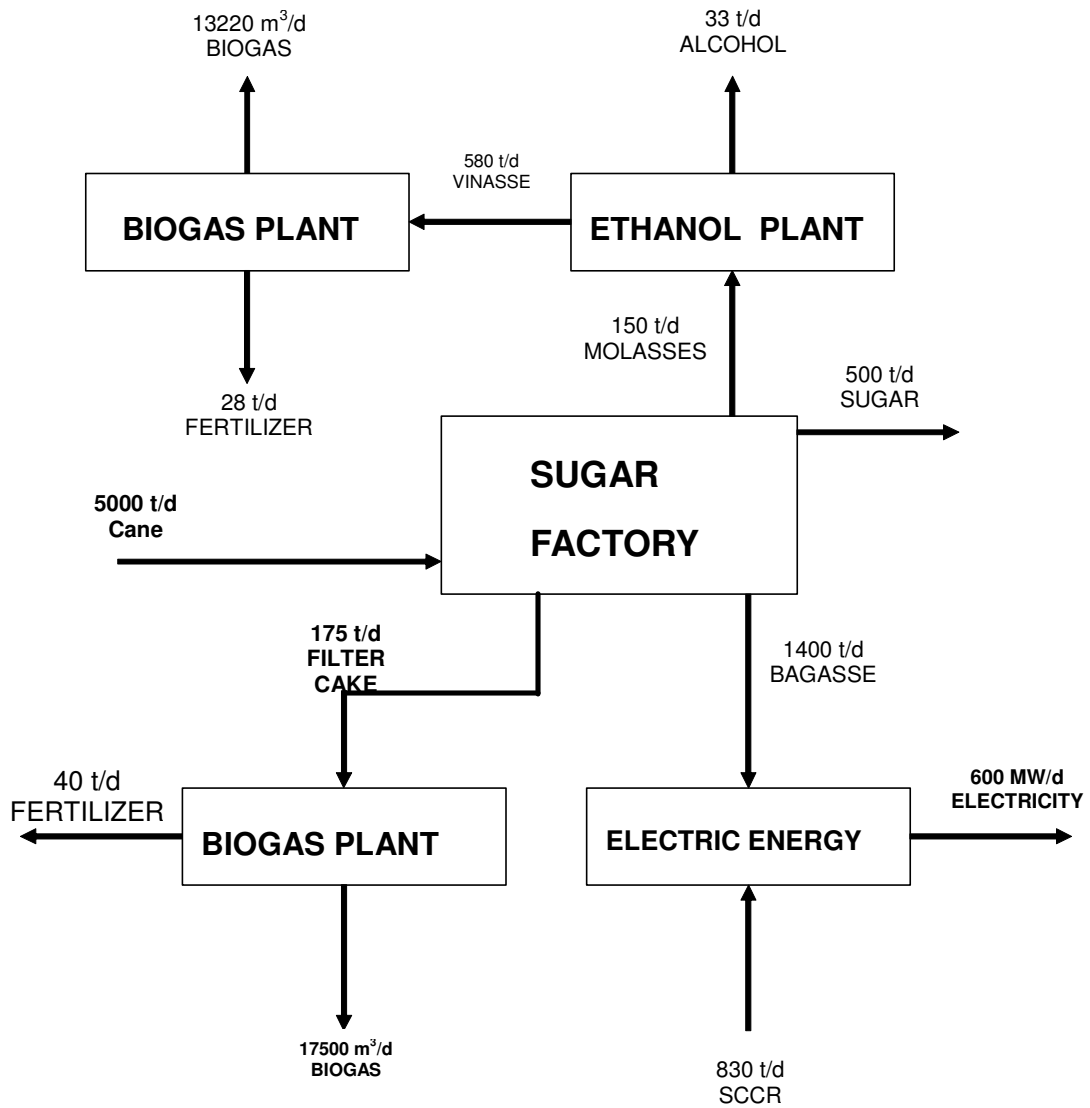 13220 m³/d
BIOGAS
33 t/d
ALCOHOL
580 t/d
VINASSE
BIOGAS PLANT
ETHANOL PLANT
150 t/d
MOLASSES
500 t/d
SUGAR
28 t/d
FERTILIZER
SUGAR
FACTORY
5000 t/d
Cane
175 t/d
FILTER
CAKE
1400 t/d
BAGASSE
40 t/d
FERTILIZER
600 MW/d
ELECTRICITY
BIOGAS PLANT
ELECTRIC ENERGY
17500 m³/d
BIOGAS
830 t/d
SCCR